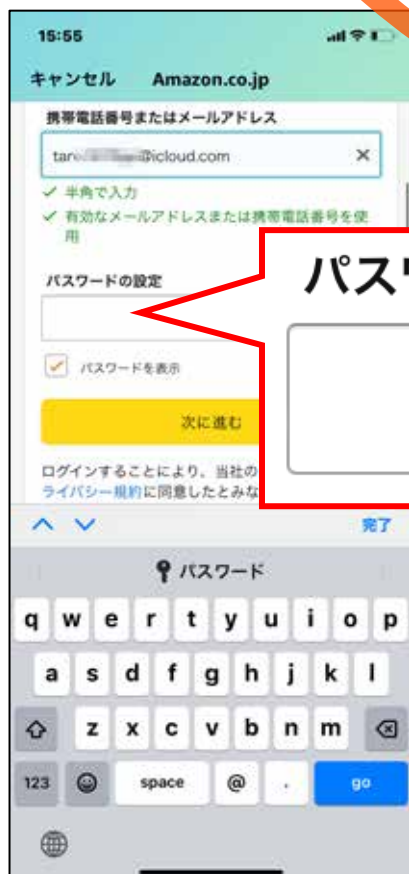 15:55
キャンセル Amazon.co.jp
携帯電話番号またはメールアドレス
icloud.com ×
✓ 半角で入力
✓ 有効なメールアドレスまたは携帯電話番号を使
用
パスワードの設定
パス
パスワードを表示
次に進む
ログインすることにより、当社の
ライバシー規約に同意したとみな
完了
パスワード
q w e r t y u i o p
a s d f g h j k l
z x c v b n m
123 space @ . go